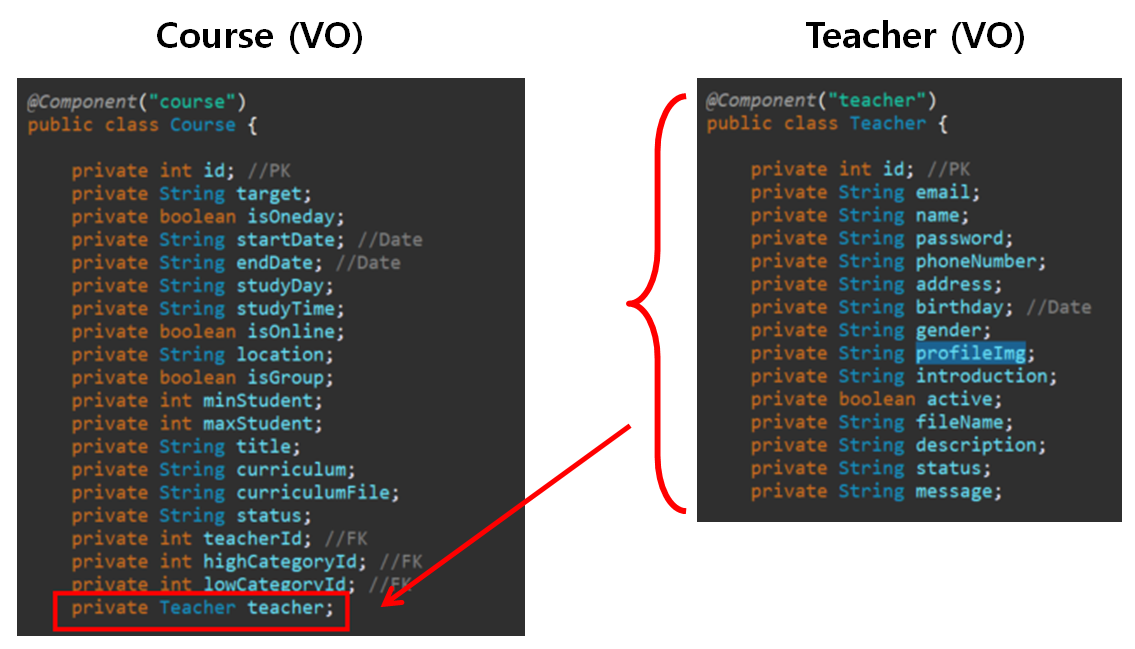 Course (VO)
@Component("course")
public class Course {
private int id; //PK
private String target;
private boolean isOneday;
private String startDate; //Date
private String endDate; //Date
private String studyDay;
private String studyTime;
private boolean isOnline;
private String location;
private boolean isGroup;
private int minStudent;
private int maxStudent;
private String title;
private String curriculum;
private String curriculumFile;
private String status;
private int teacherId; //FK
private int highCategoryId; //FK
private int lowCategoryId; //FK
private Teacher teacher;
Teacher (VO)
@Component("teacher")
public class Teacher {
private int id; //PK
private String email;
private String name;
private String password;
private String phoneNumber;
private String address;
private String birthday; //Date
private String gender;
private String profileImg;
private String introduction;
private boolean active;
private String fileName;
private String description;
private String status;
private String message;